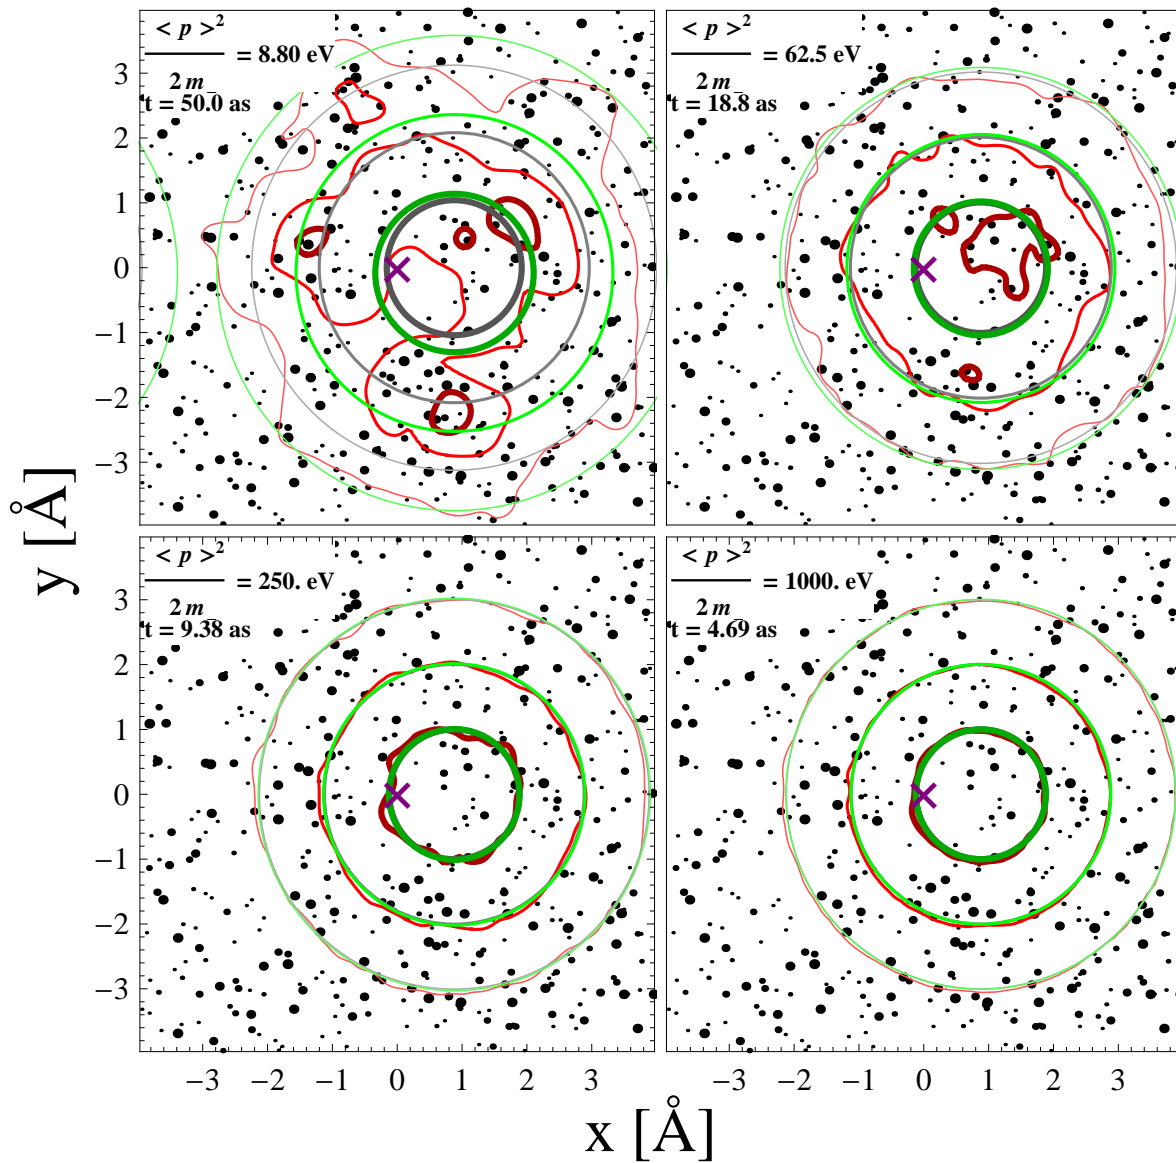 < p >²
= 8.80 eV
2 m
t = 50.0 as
< p >²
= 62.5 eV
2 m
t = 18.8 as
3
2
1
0
−1
−2
−3
< p >²
= 250. eV
2 m
t = 9.38 as
< p >²
= 1000. eV
2 m
t = 4.69 as
3
2
1
0
−1
−2
−3
y [Å]
−3 −2 −1 0 1 2 3
−3 −2 −1 0 1 2 3
x [Å]